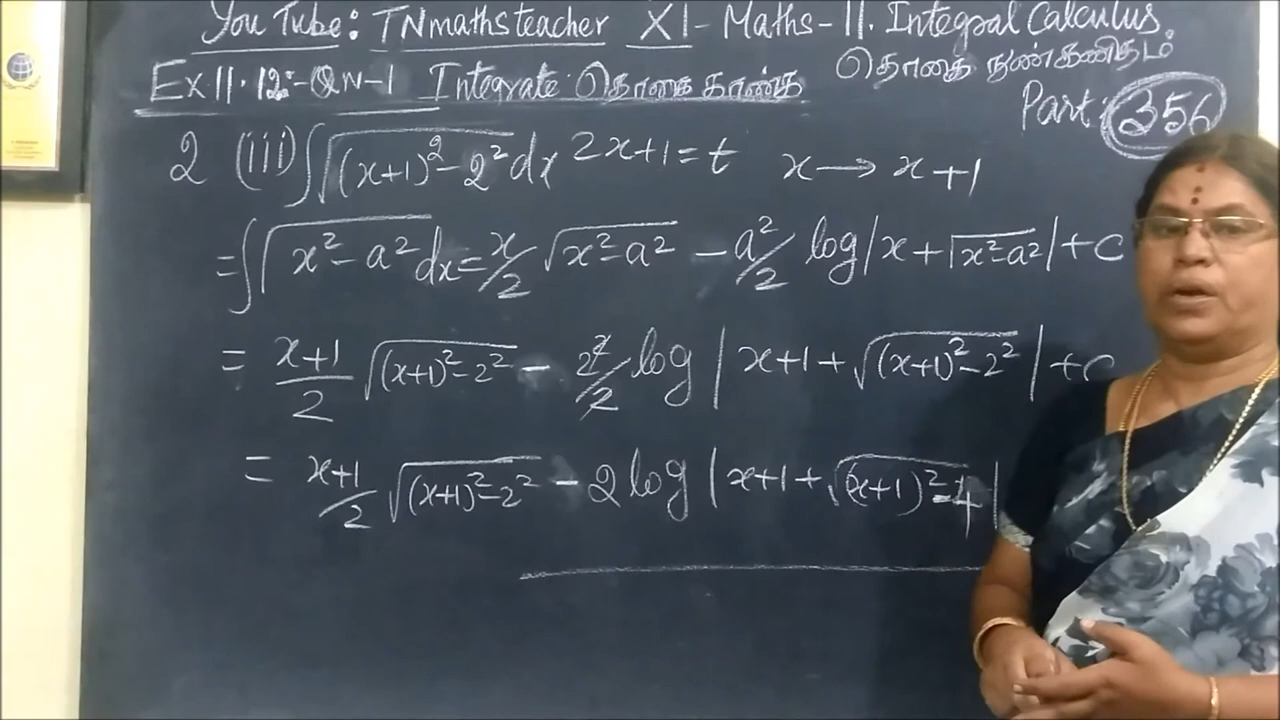 You Tube: TNmathsteacher XI - Maths - 11. Integral Calculus.
Ex 11.12:- QN-1 Integrate தொகை காண்க தொகை நுண்கணிதம்
Part: 356
2 (iii) ∫√((x+1)²-2²) dx 2x+1=t x → x+1
= ∫√(x²-a²) dx = x/2 √(x²-a²) - a²/2 log|x+√(x²-a²)|+c
= (x+1)/2 √((x+1)²-2²) - 2²/2 log|x+1+√((x+1)²-2²)|+c
= (x+1)/2 √((x+1)²-2²) - 2 log|x+1+√((x+1)²-4)|